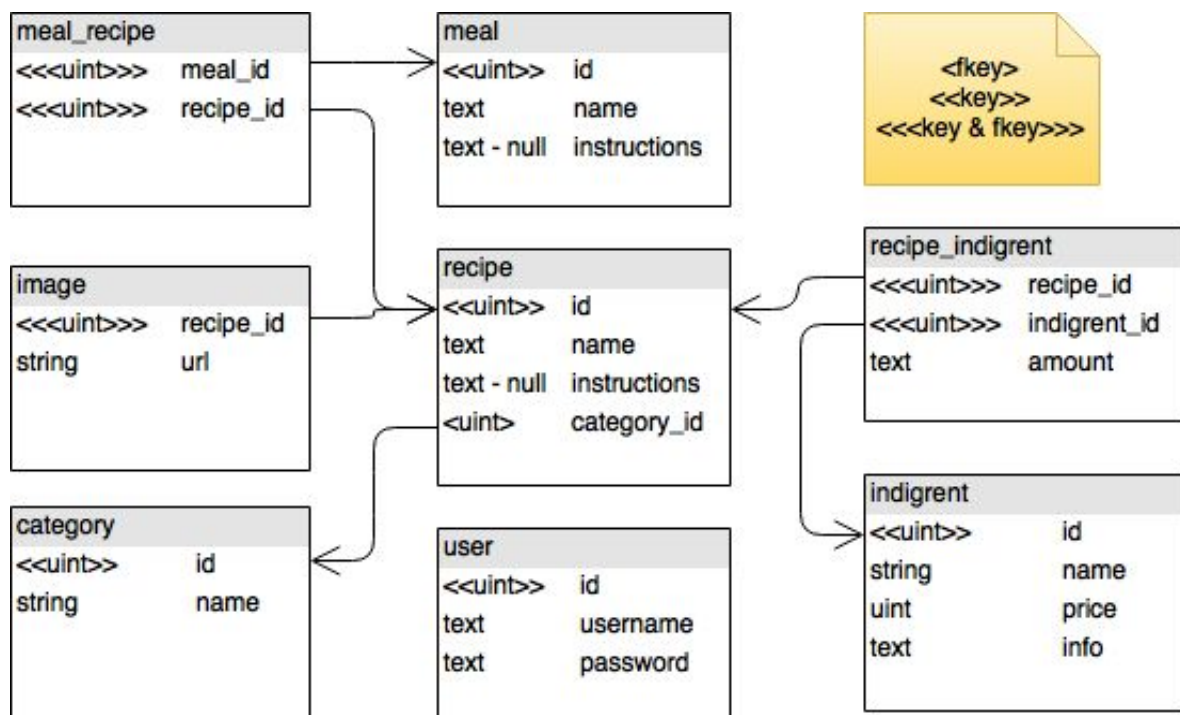 meal_recipe
<<<uint>>> meal_id
<<<uint>>> recipe_id
meal
<<uint>> id
text name
text - null instructions
<fkey>
<<key>>
<<<key & fkey>>>
image
<<<uint>>> recipe_id
string url
recipe
<<uint>> id
text name
text - null instructions
<uint> category_id
recipe_indigrent
<<<uint>>> recipe_id
<<<uint>>> indigrent_id
text amount
category
<<uint>> id
string name
user
<<uint>> id
text username
text password
indigrent
<<uint>> id
string name
uint price
text info